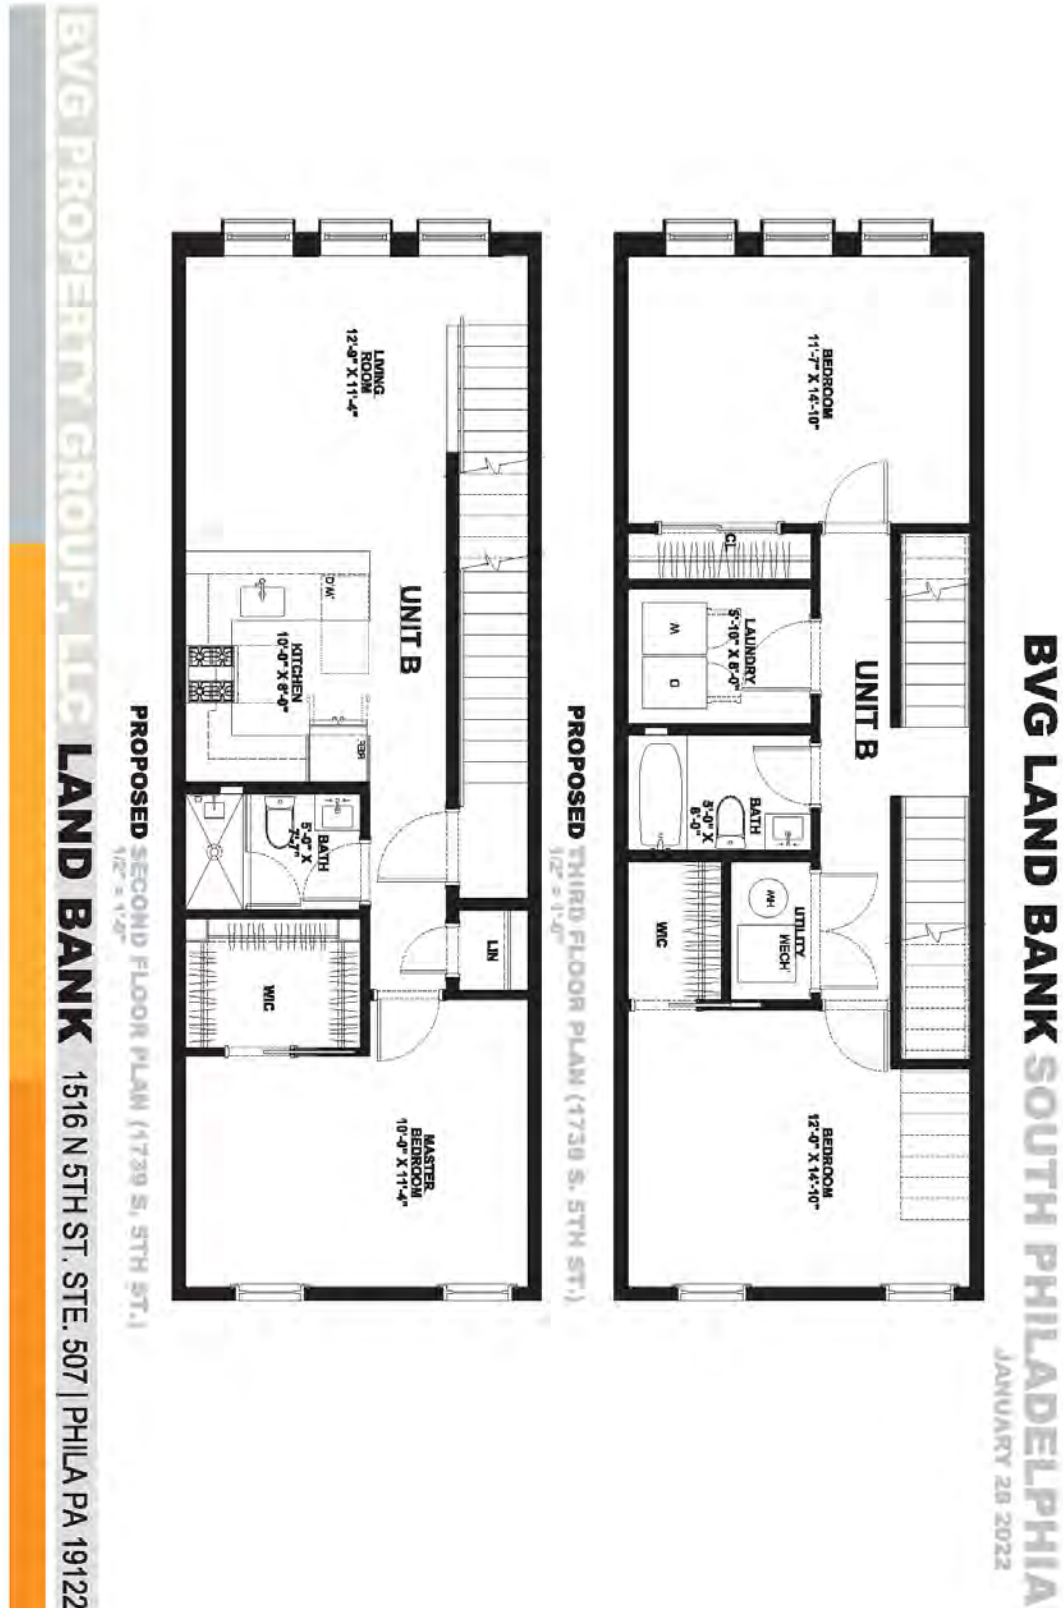 BVG LAND BANK SOUTH PHILADELPHIA
JANUARY 28 2022
BEDROOM
11'-7" X 14'-10"
CL
LAUNDRY
5'-10" X 8'-0"
W
D
UNIT B
BATH
5'-0" X
8'-0"
WIC
UTILITY
MECH
WH
BEDROOM
12'-0" X 14'-10"
PROPOSED THIRD FLOOR PLAN (1739 S. 5TH ST.)
1/2" = 1'-0"
LIVING
ROOM
12'-9" X 11'-4"
UNIT B
D.W.
KITCHEN
10'-0" X 8'-0"
REF.
BATH
5'-0" X
7'-7"
LIN
WIC
MASTER
BEDROOM
10'-0" X 11'-4"
PROPOSED SECOND FLOOR PLAN (1739 S. 5TH ST.)
1/2" = 1'-0"
BVG PROPERTY GROUP, LLC LAND BANK 1516 N 5TH ST. STE. 507 | PHILA PA 19122